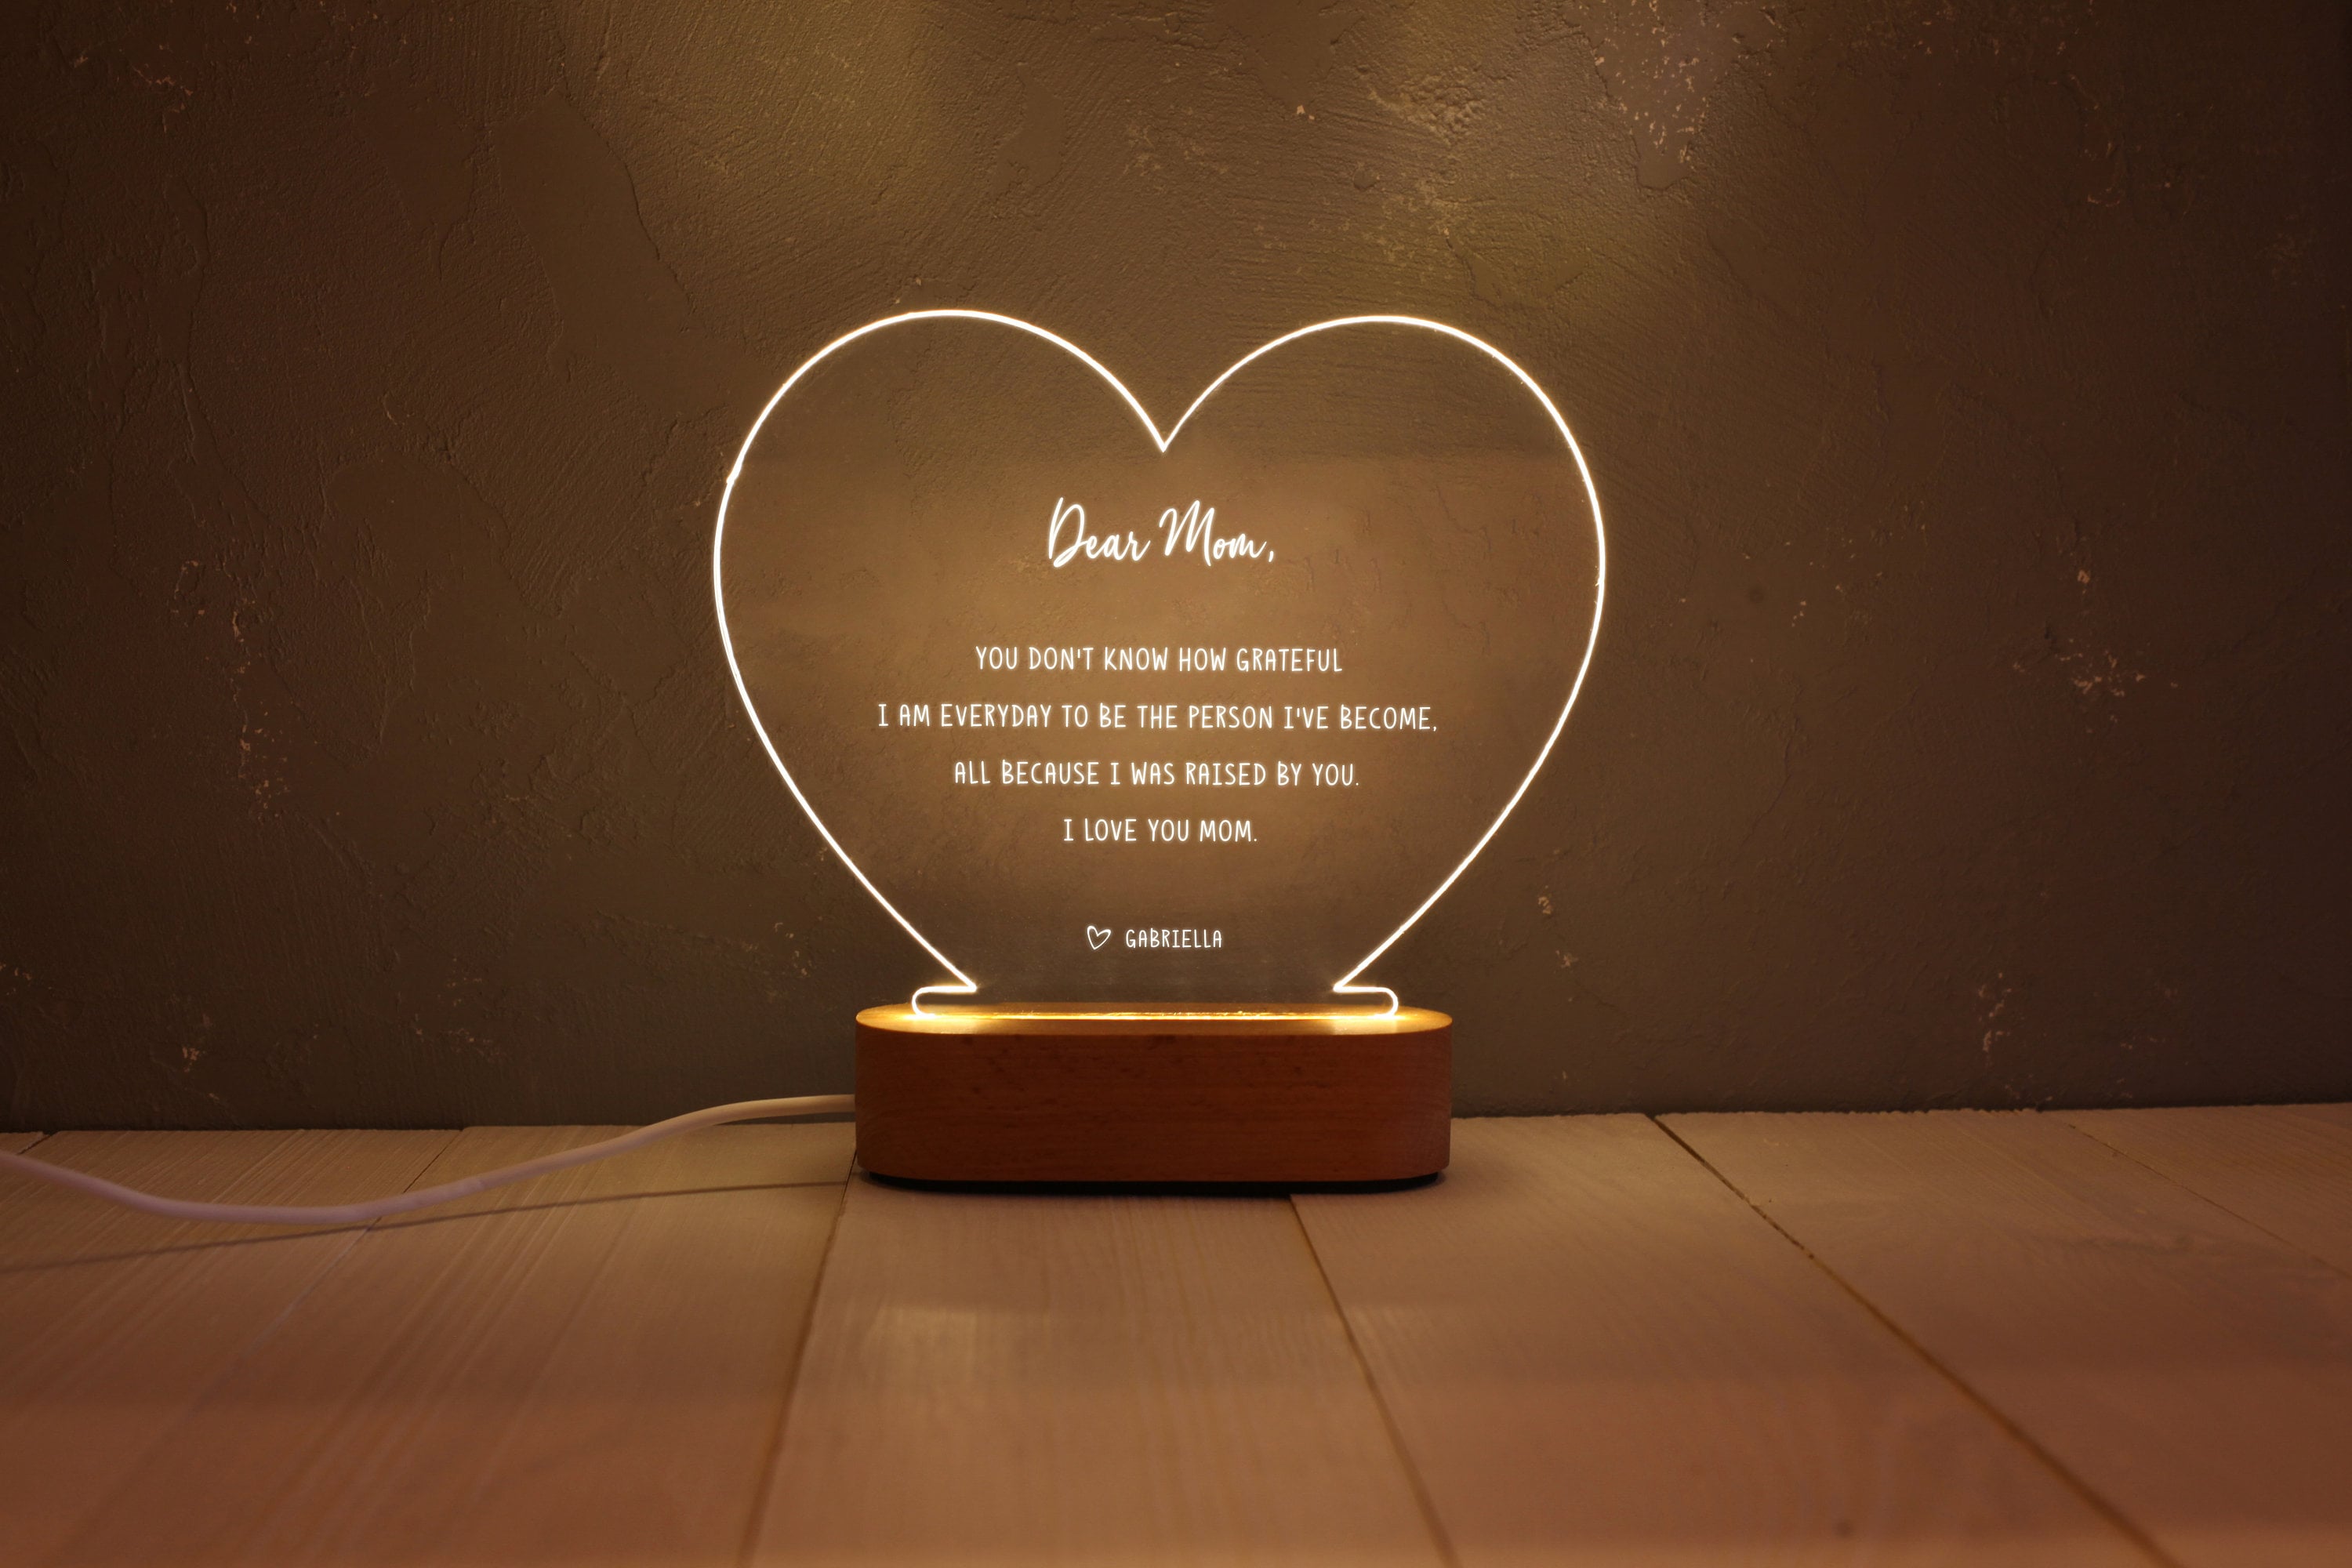 Dear Mom,
YOU DON'T KNOW HOW GRATEFUL
I AM EVERYDAY TO BE THE PERSON I'VE BECOME,
ALL BECAUSE I WAS RAISED BY YOU.
I LOVE YOU MOM.
♡ GABRIELLA